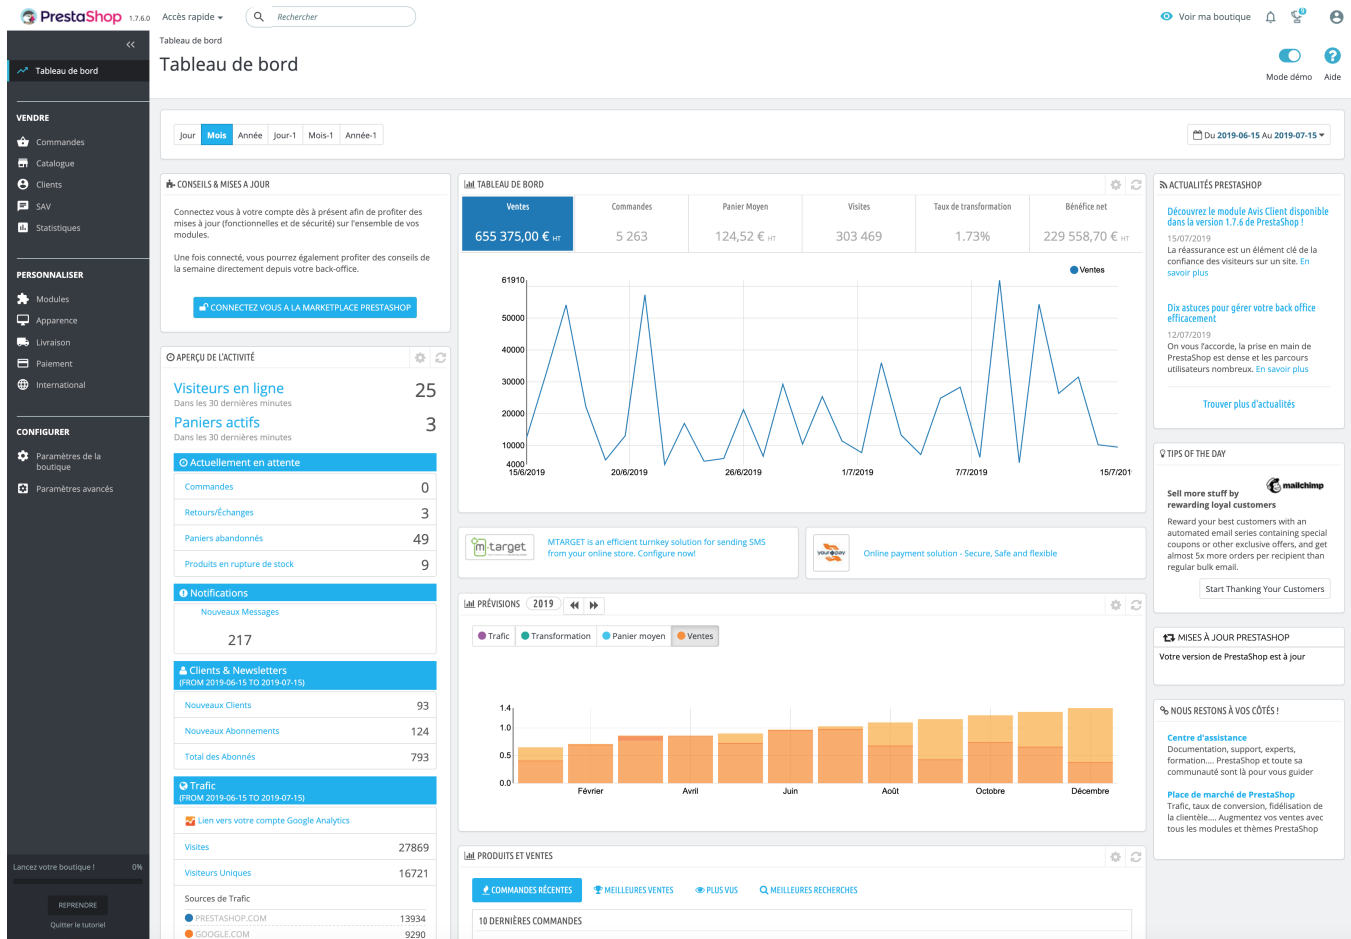 PrestaShop 1.7.6.0 Accès rapide Rechercher Voir ma boutique 9
Tableau de bord
Tableau de bord
Mode démo Aide
Tableau de bord
VENDRE
Commandes
Catalogue
Clients
SAV
Statistiques
PERSONNALISER
Modules
Apparence
Livraison
Paiement
International
CONFIGURER
Paramètres de la
boutique
Paramètres avancés
Lancez votre boutique ! 0%
REPRENDRE
Quitter le tutoriel
Jour Mois Année Jour-1 Mois-1 Année-1
Du 2019-06-15 Au 2019-07-15
CONSEILS & MISES A JOUR
Connectez vous à votre compte dès à présent afin de profiter des
mises à jour (fonctionnelles et de sécurité) sur l'ensemble de vos
modules.
Une fois connecté, vous pourrez également profiter des conseils de
la semaine directement depuis votre back-office.
CONNECTEZ VOUS A LA MARKETPLACE PRESTASHOP
APERÇU DE L'ACTIVITÉ
Visiteurs en ligne 25
Dans les 30 dernières minutes
Paniers actifs 3
Dans les 30 dernières minutes
Actuellement en attente
Commandes 0
Retours/Échanges 3
Paniers abandonnés 49
Produits en rupture de stock 9
Notifications
Nouveaux Messages
217
Clients & Newsletters
(FROM 2019-06-15 TO 2019-07-15)
Nouveaux Clients 93
Nouveaux Abonnements 124
Total des Abonnés 793
Trafic
(FROM 2019-06-15 TO 2019-07-15)
Lien vers votre compte Google Analytics
Visites 27869
Visiteurs Uniques 16721
Sources de Trafic
PRESTASHOP.COM 13934
GOOGLE.COM 9290
TABLEAU DE BORD
Ventes Commandes Panier Moyen Visites Taux de transformation Bénéfice net
655 375,00 € HT 5 263 124,52 € HT 303 469 1.73% 229 558,70 € HT
Ventes
61910
50000
40000
30000
20000
10000
4000
15/6/2019 20/6/2019 26/6/2019 1/7/2019 7/7/2019 15/7/201
m-target
MTARGET is an efficient turnkey solution for sending SMS
from your online store. Configure now!
your pay
Online payment solution - Secure, Safe and flexible
PRÉVISIONS 2019
Trafic Transformation Panier moyen Ventes
1.4
1.0
0.5
0.0
Février Avril Juin Août Octobre Décembre
PRODUITS ET VENTES
COMMANDES RÉCENTES MEILLEURES VENTES PLUS VUS MEILLEURES RECHERCHES
10 DERNIÈRES COMMANDES
ACTUALITÉS PRESTASHOP
Découvrez le module Avis Client disponible
dans la version 1.7.6 de PrestaShop !
15/07/2019
La réassurance est un élément clé de la
confiance des visiteurs sur un site. En
savoir plus
Dix astuces pour gérer votre back office
efficacement
12/07/2019
On vous l'accorde, la prise en main de
PrestaShop est dense et les parcours
utilisateurs nombreux. En savoir plus
Trouver plus d'actualités
TIPS OF THE DAY
mailchimp
Sell more stuff by
rewarding loyal customers
Reward your best customers with an
automated email series containing special
coupons or other exclusive offers, and get
almost 5x more orders per recipient than
regular bulk email.
Start Thanking Your Customers
MISES À JOUR PRESTASHOP
Votre version de PrestaShop est à jour
NOUS RESTONS À VOS CÔTÉS !
Centre d'assistance
Documentation, support, experts,
formation.... PrestaShop et toute sa
communauté sont là pour vous guider
Place de marché de PrestaShop
Trafic, taux de conversion, fidélisation de
la clientèle.... Augmentez vos ventes avec
tous les modules et thèmes PrestaShop